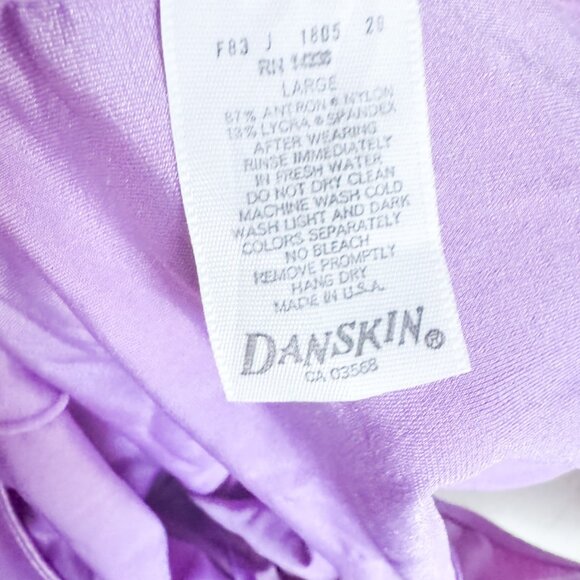 F83 J 1805 20
RN 14338
LARGE
87% ANTRON ® NYLON
13% LYCRA ® SPANDEX
AFTER WEARING
RINSE IMMEDIATELY
IN FRESH WATER
DO NOT DRY CLEAN
MACHINE WASH COLD
WASH LIGHT AND DARK
COLORS SEPARATELY
NO BLEACH
REMOVE PROMPTLY
HANG DRY
MADE IN U.S.A.
DANSKIN®
CA 03568